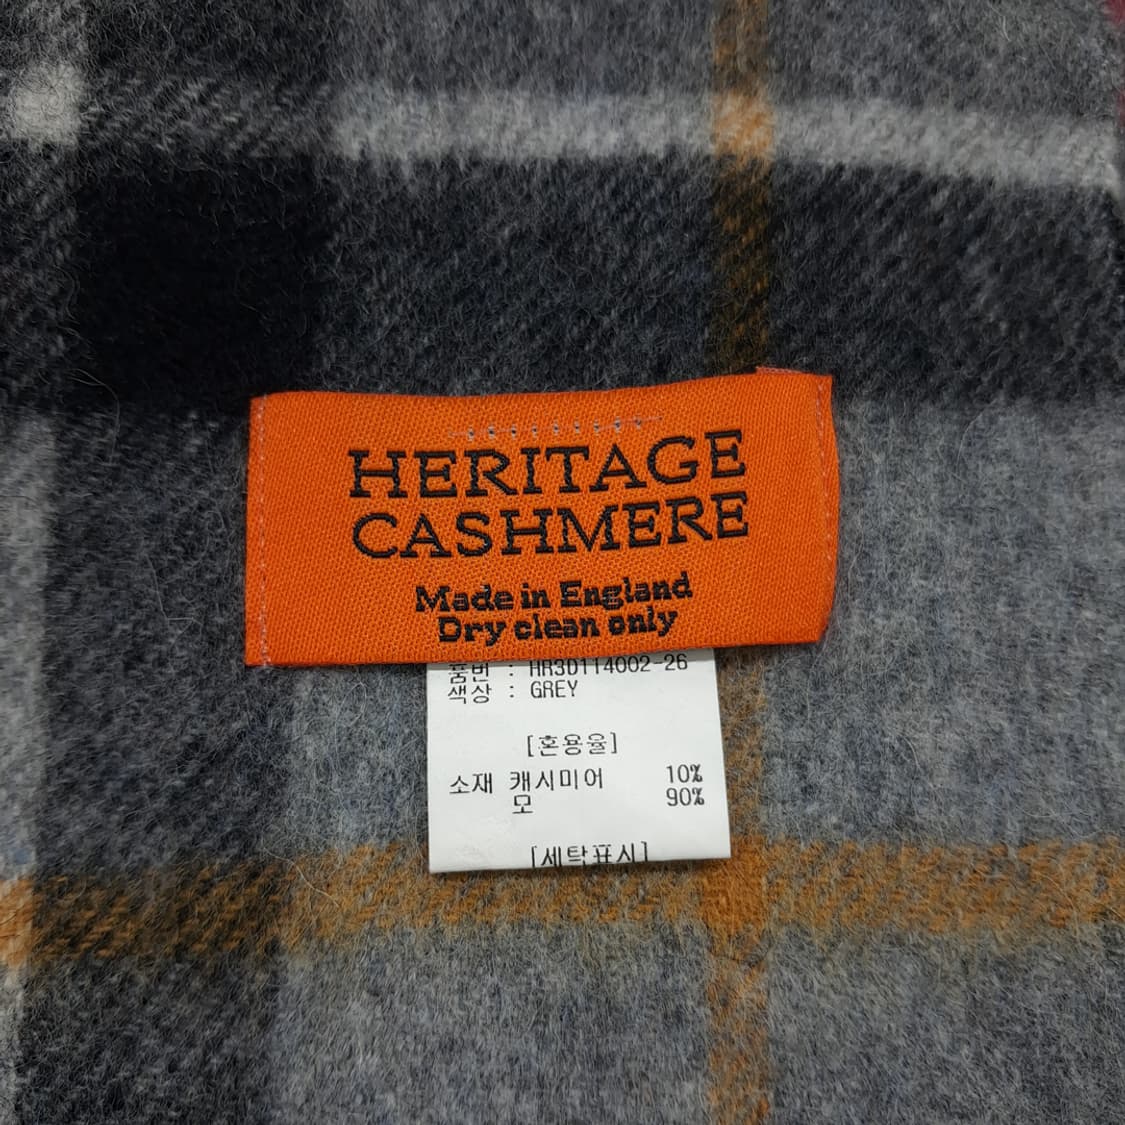 HERITAGE
CASHMERE
Made in England
Dry clean only
품번 : HR3D114002-26
색상 : GREY
[혼용율]
소재 캐시미어 10%
모 90%
[세탁표시]